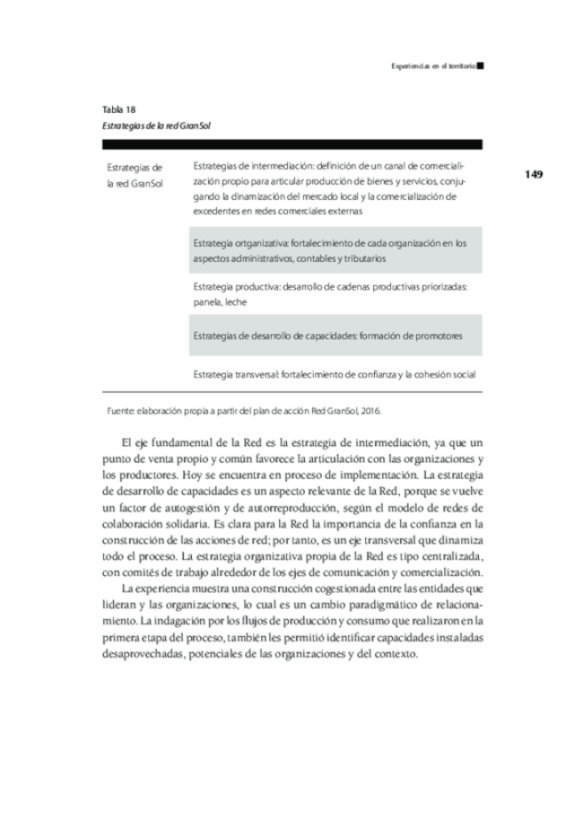 Experiencias en el territorio
Tabla 18
Estrategias de la red GranSol
149
Estrategias de
la red GranSol
Estrategias de intermediación: definición de un canal de comerciali-
zación propio para articular producción de bienes y servicios, conju-
gando la dinamización del mercado local y la comercialización de
excedentes en redes comerciales externas
Estrategia ortganizativa: fortalecimiento de cada organización en los
aspectos administrativos, contables y tributarios
Estrategia productiva: desarrollo de cadenas productivas priorizadas:
panela, leche
Estrategias de desarrollo de capacidades: formación de promotores
Estrategia transversal: fortalecimiento de confianza y la cohesión social
Fuente: elaboración propia a partir del plan de acción Red GranSol, 2016.
El eje fundamental de la Red es la estrategia de intermediación, ya que un
punto de venta propio y común favorece la articulación con las organizaciones y
los productores. Hoy se encuentra en proceso de implementación. La estrategia
de desarrollo de capacidades es un aspecto relevante de la Red, porque se vuelve
un factor de autogestión y de autorreproducción, según el modelo de redes de
colaboración solidaria. Es clara para la Red la importancia de la confianza en la
construcción de las acciones de red; por tanto, es un eje transversal que dinamiza
todo el proceso. La estrategia organizativa propia de la Red es tipo centralizada,
con comités de trabajo alrededor de los ejes de comunicación y comercialización.
La experiencia muestra una construcción cogestionada entre las entidades que
lideran y las organizaciones, lo cual es un cambio paradigmático de relaciona-
miento. La indagación por los flujos de producción y consumo que realizaron en la
primera etapa del proceso, también les permitió identificar capacidades instaladas
desaprovechadas, potenciales de las organizaciones y del contexto.